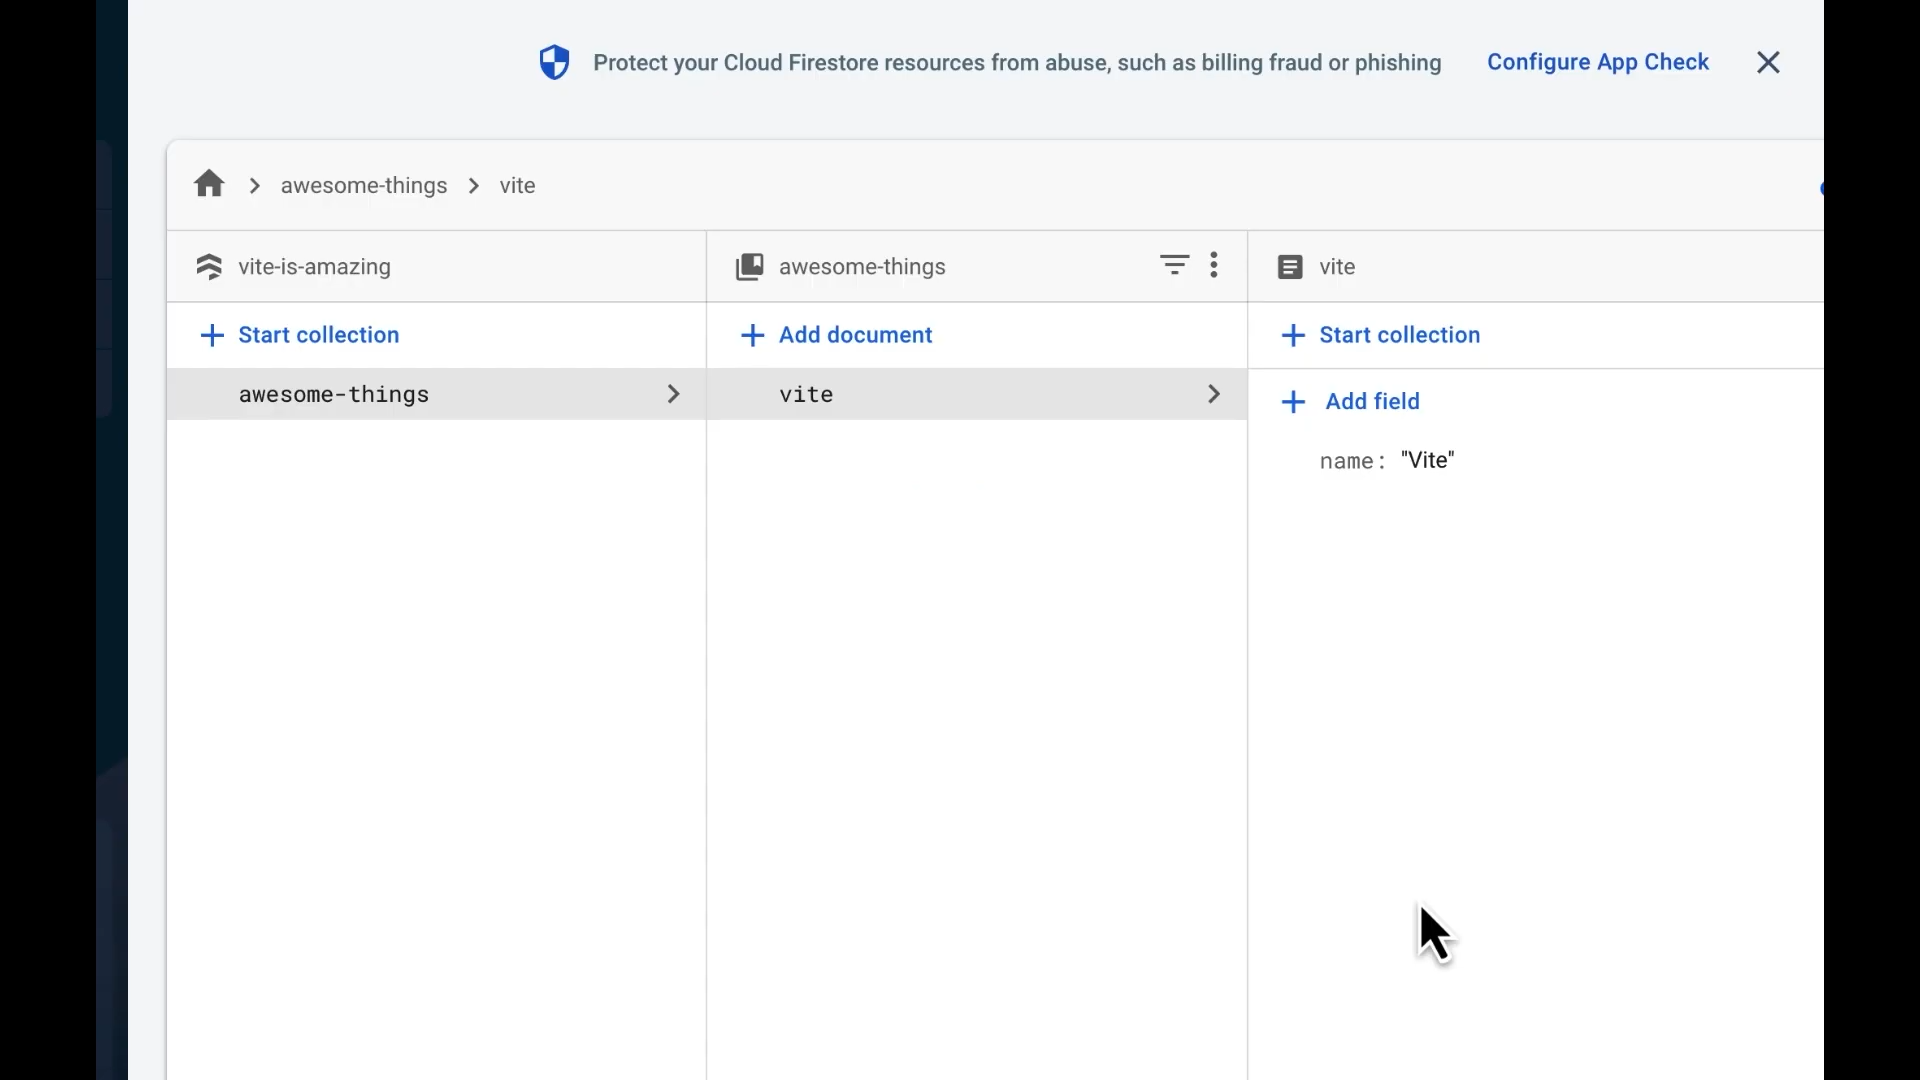 Protect your Cloud Firestore resources from abuse, such as billing fraud or phishing Configure App Check
awesome-things vite
vite-is-amazing awesome-things vite
Start collection Add document Start collection
awesome-things vite Add field
name: "Vite"